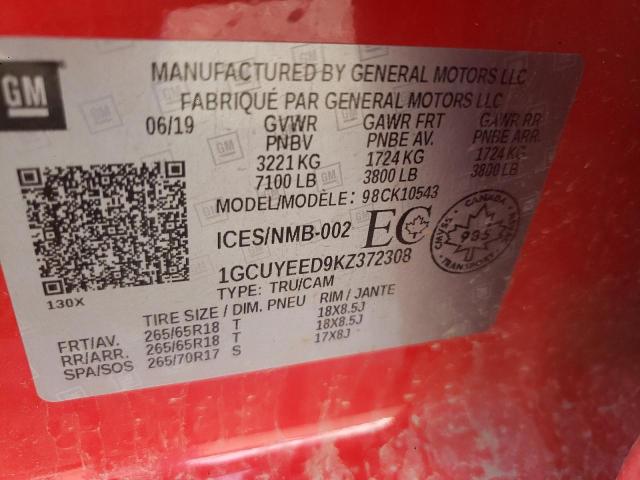 GM
MANUFACTURED BY GENERAL MOTORS LLC
FABRIQUÉ PAR GENERAL MOTORS LLC
06/19 GVWR GAWR FRT GAWR RR
PNBV PNBE AV. PNBE ARR.
3221 KG 1724 KG 1724 KG
7100 LB 3800 LB 3800 LB
MODEL/MODÈLE: 98CK10543
ICES/NMB-002 EC
CANADA
905
1GCUYEED9KZ372308
130X
TYPE: TRU/CAM
TIRE SIZE / DIM. PNEU RIM / JANTE
FRT/AV. 265/65R18 T 18X8.5J
RR/ARR. 265/65R18 T 18X8.5J
SPA/SOS 265/70R17 S 17X8J